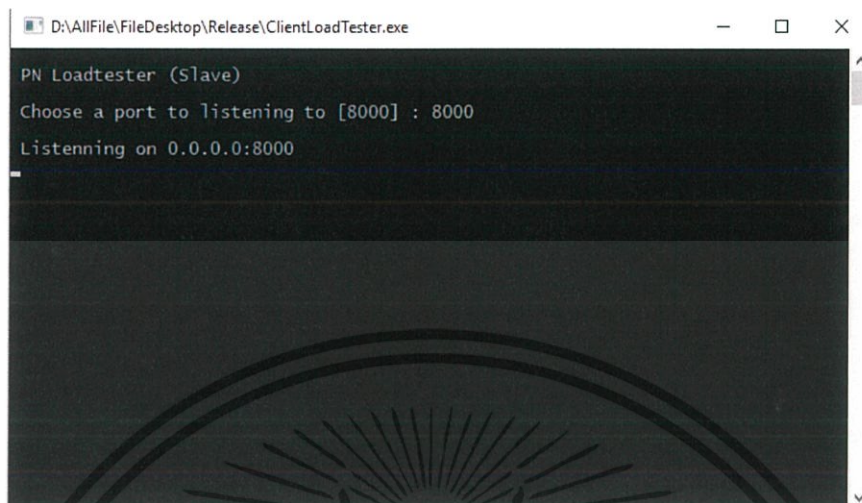 D:\AllFile\FileDesktop\Release\ClientLoadTester.exe
PN Loadtester (Slave)
Choose a port to listening to [8000] : 8000
Listenning on 0.0.0.0:8000